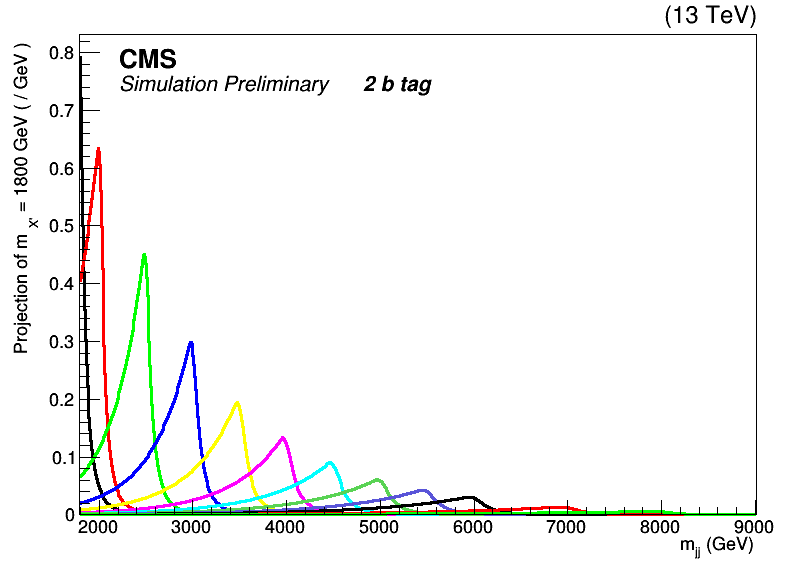 (13 TeV)
CMS
Simulation Preliminary 2 b tag
Projection of m x' = 1800 GeV ( / GeV )
0.8
0.7
0.6
0.5
0.4
0.3
0.2
0.1
0
2000 3000 4000 5000 6000 7000 8000 9000
mjj (GeV)